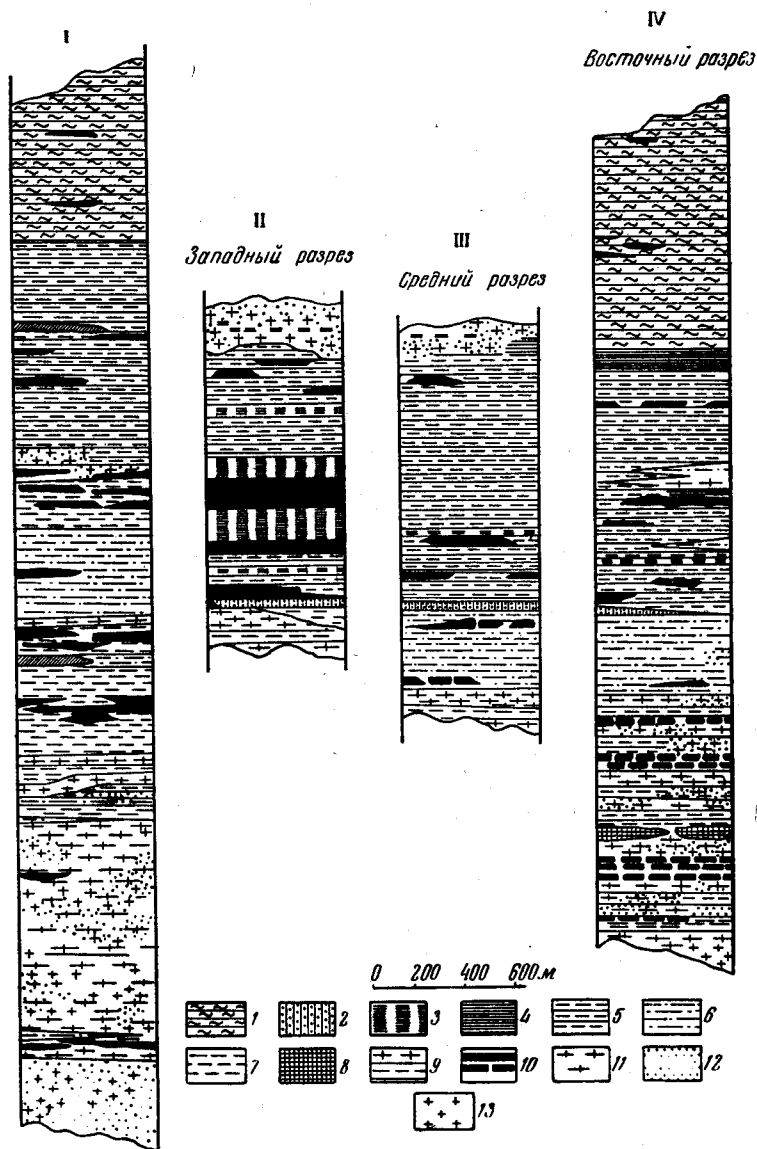 I
II
Западный разрез
III
Средний разрез
IV
Восточный разрез
0 200 400 600 м
1 2 3 4 5 6
7 8 9 10 11 12
13